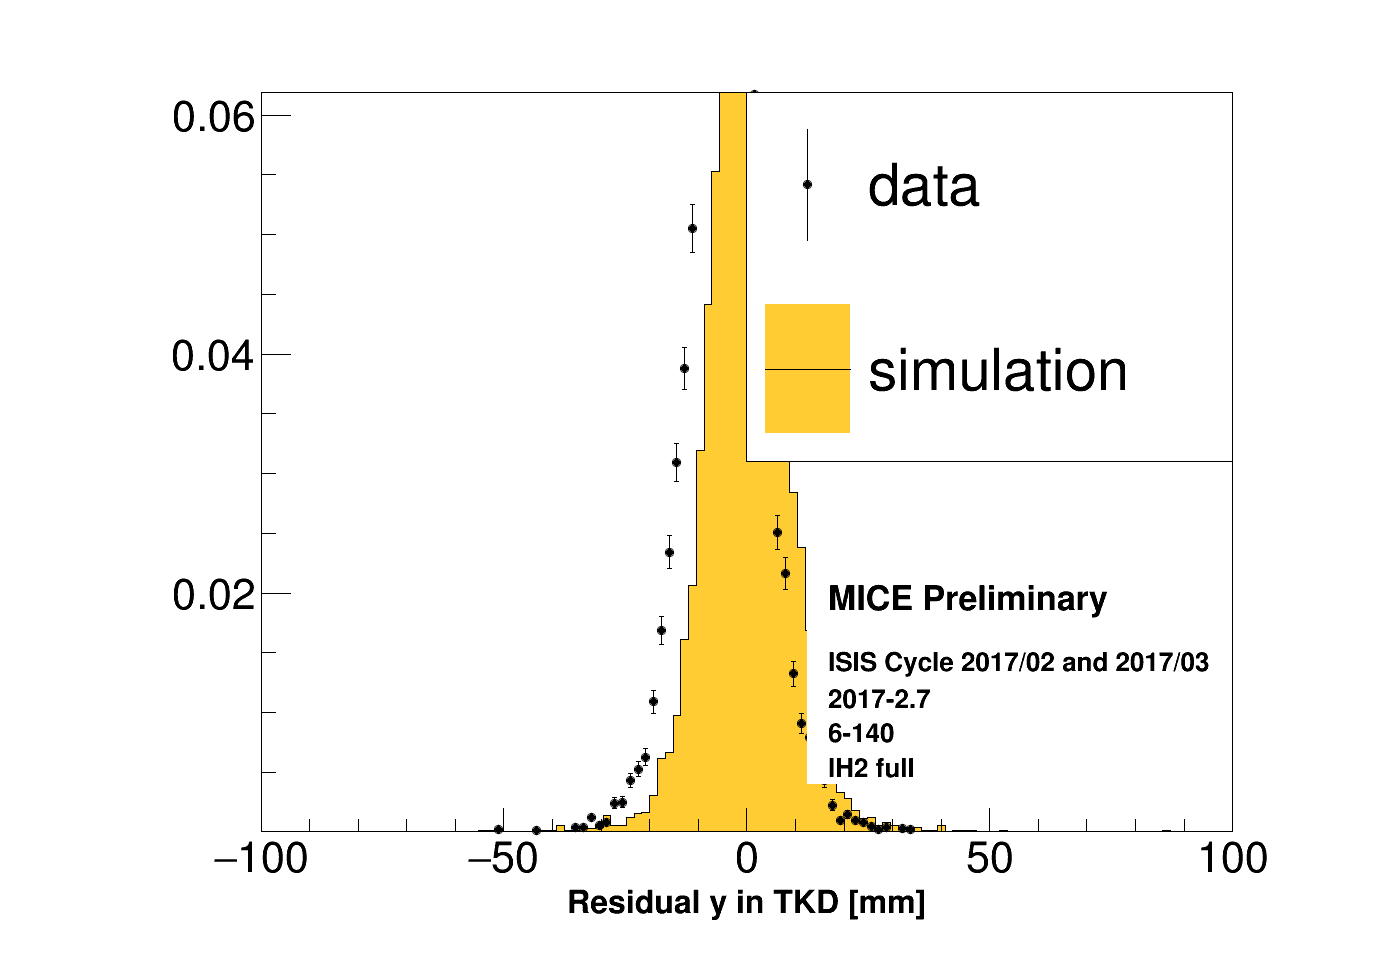 0.06
data
0.04
simulation
0.02
MICE Preliminary
ISIS Cycle 2017/02 and 2017/03
2017-2.7
6-140
IH2 full
−100 −50 0 50 100
Residual y in TKD [mm]